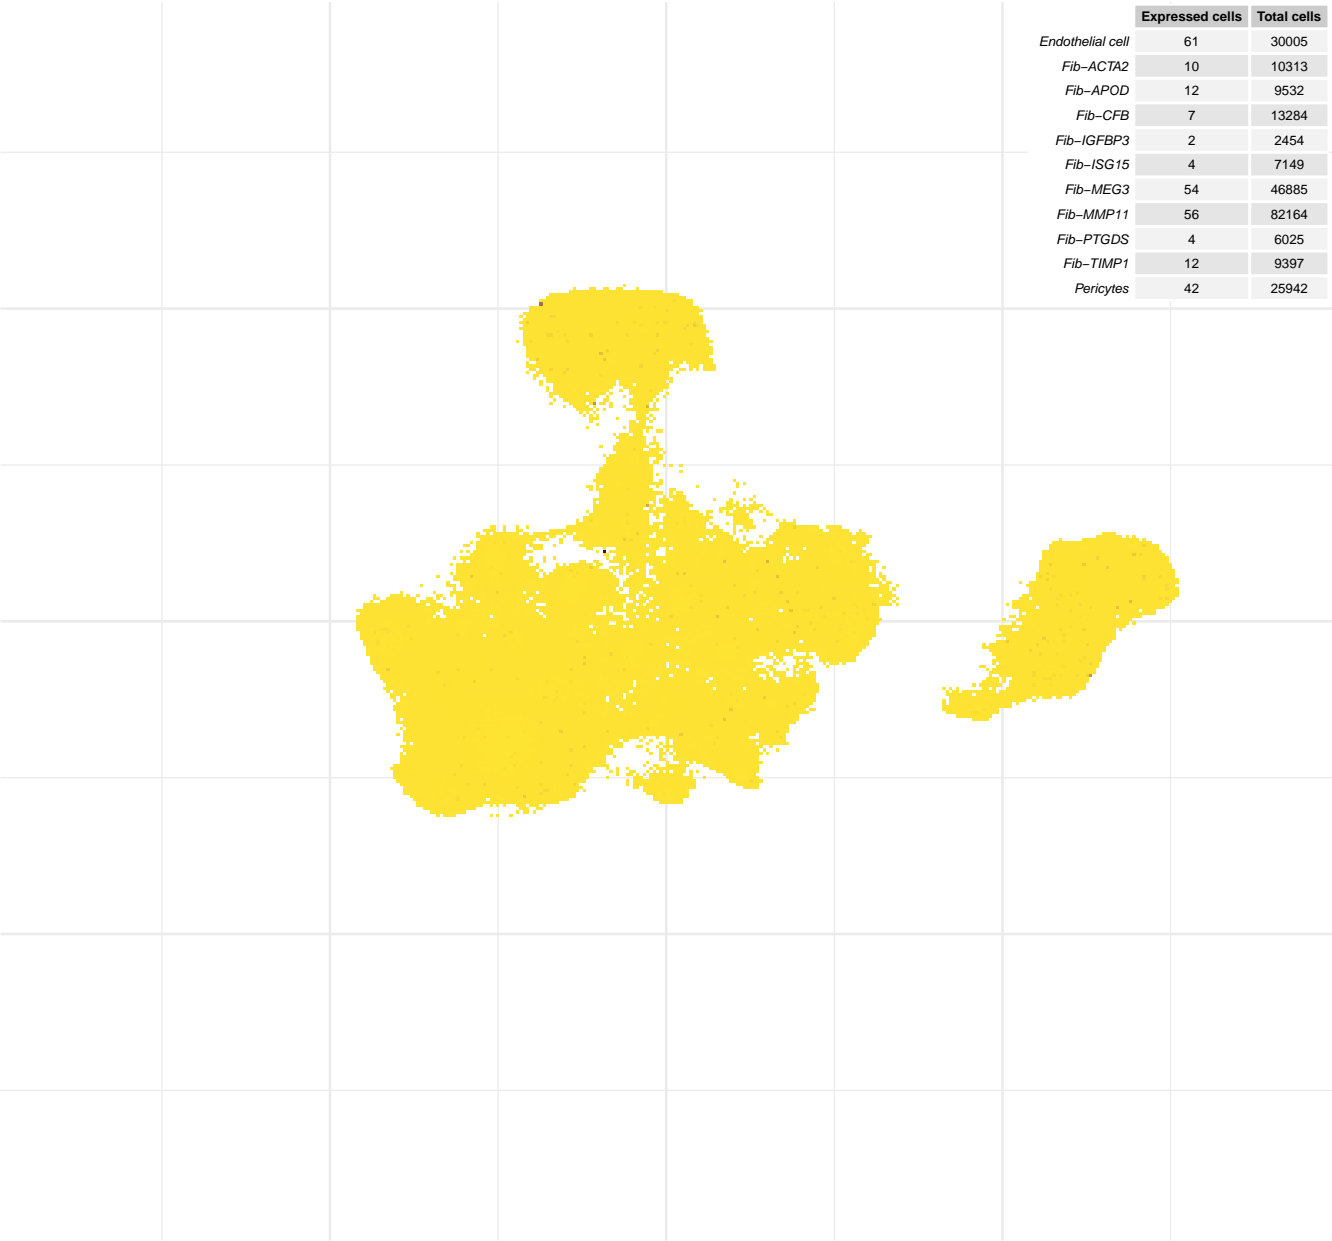 Expressed cells Total cells
Endothelial cell 61 30005
Fib−ACTA2 10 10313
Fib−APOD 12 9532
Fib−CFB 7 13284
Fib−IGFBP3 2 2454
Fib−ISG15 4 7149
Fib−MEG3 54 46885
Fib−MMP11 56 82164
Fib−PTGDS 4 6025
Fib−TIMP1 12 9397
Pericytes 42 25942